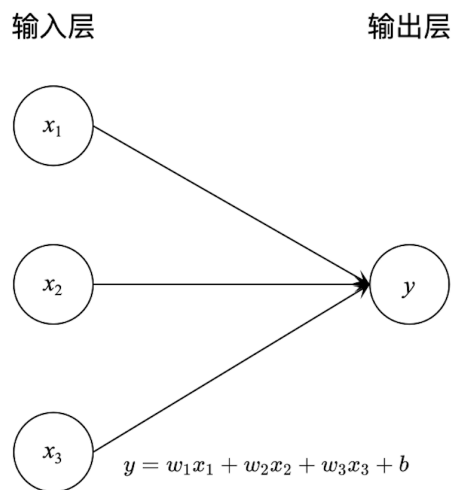 输入层 输出层
x₁
x₂
y
x₃
y = w₁x₁ + w₂x₂ + w₃x₃ + b